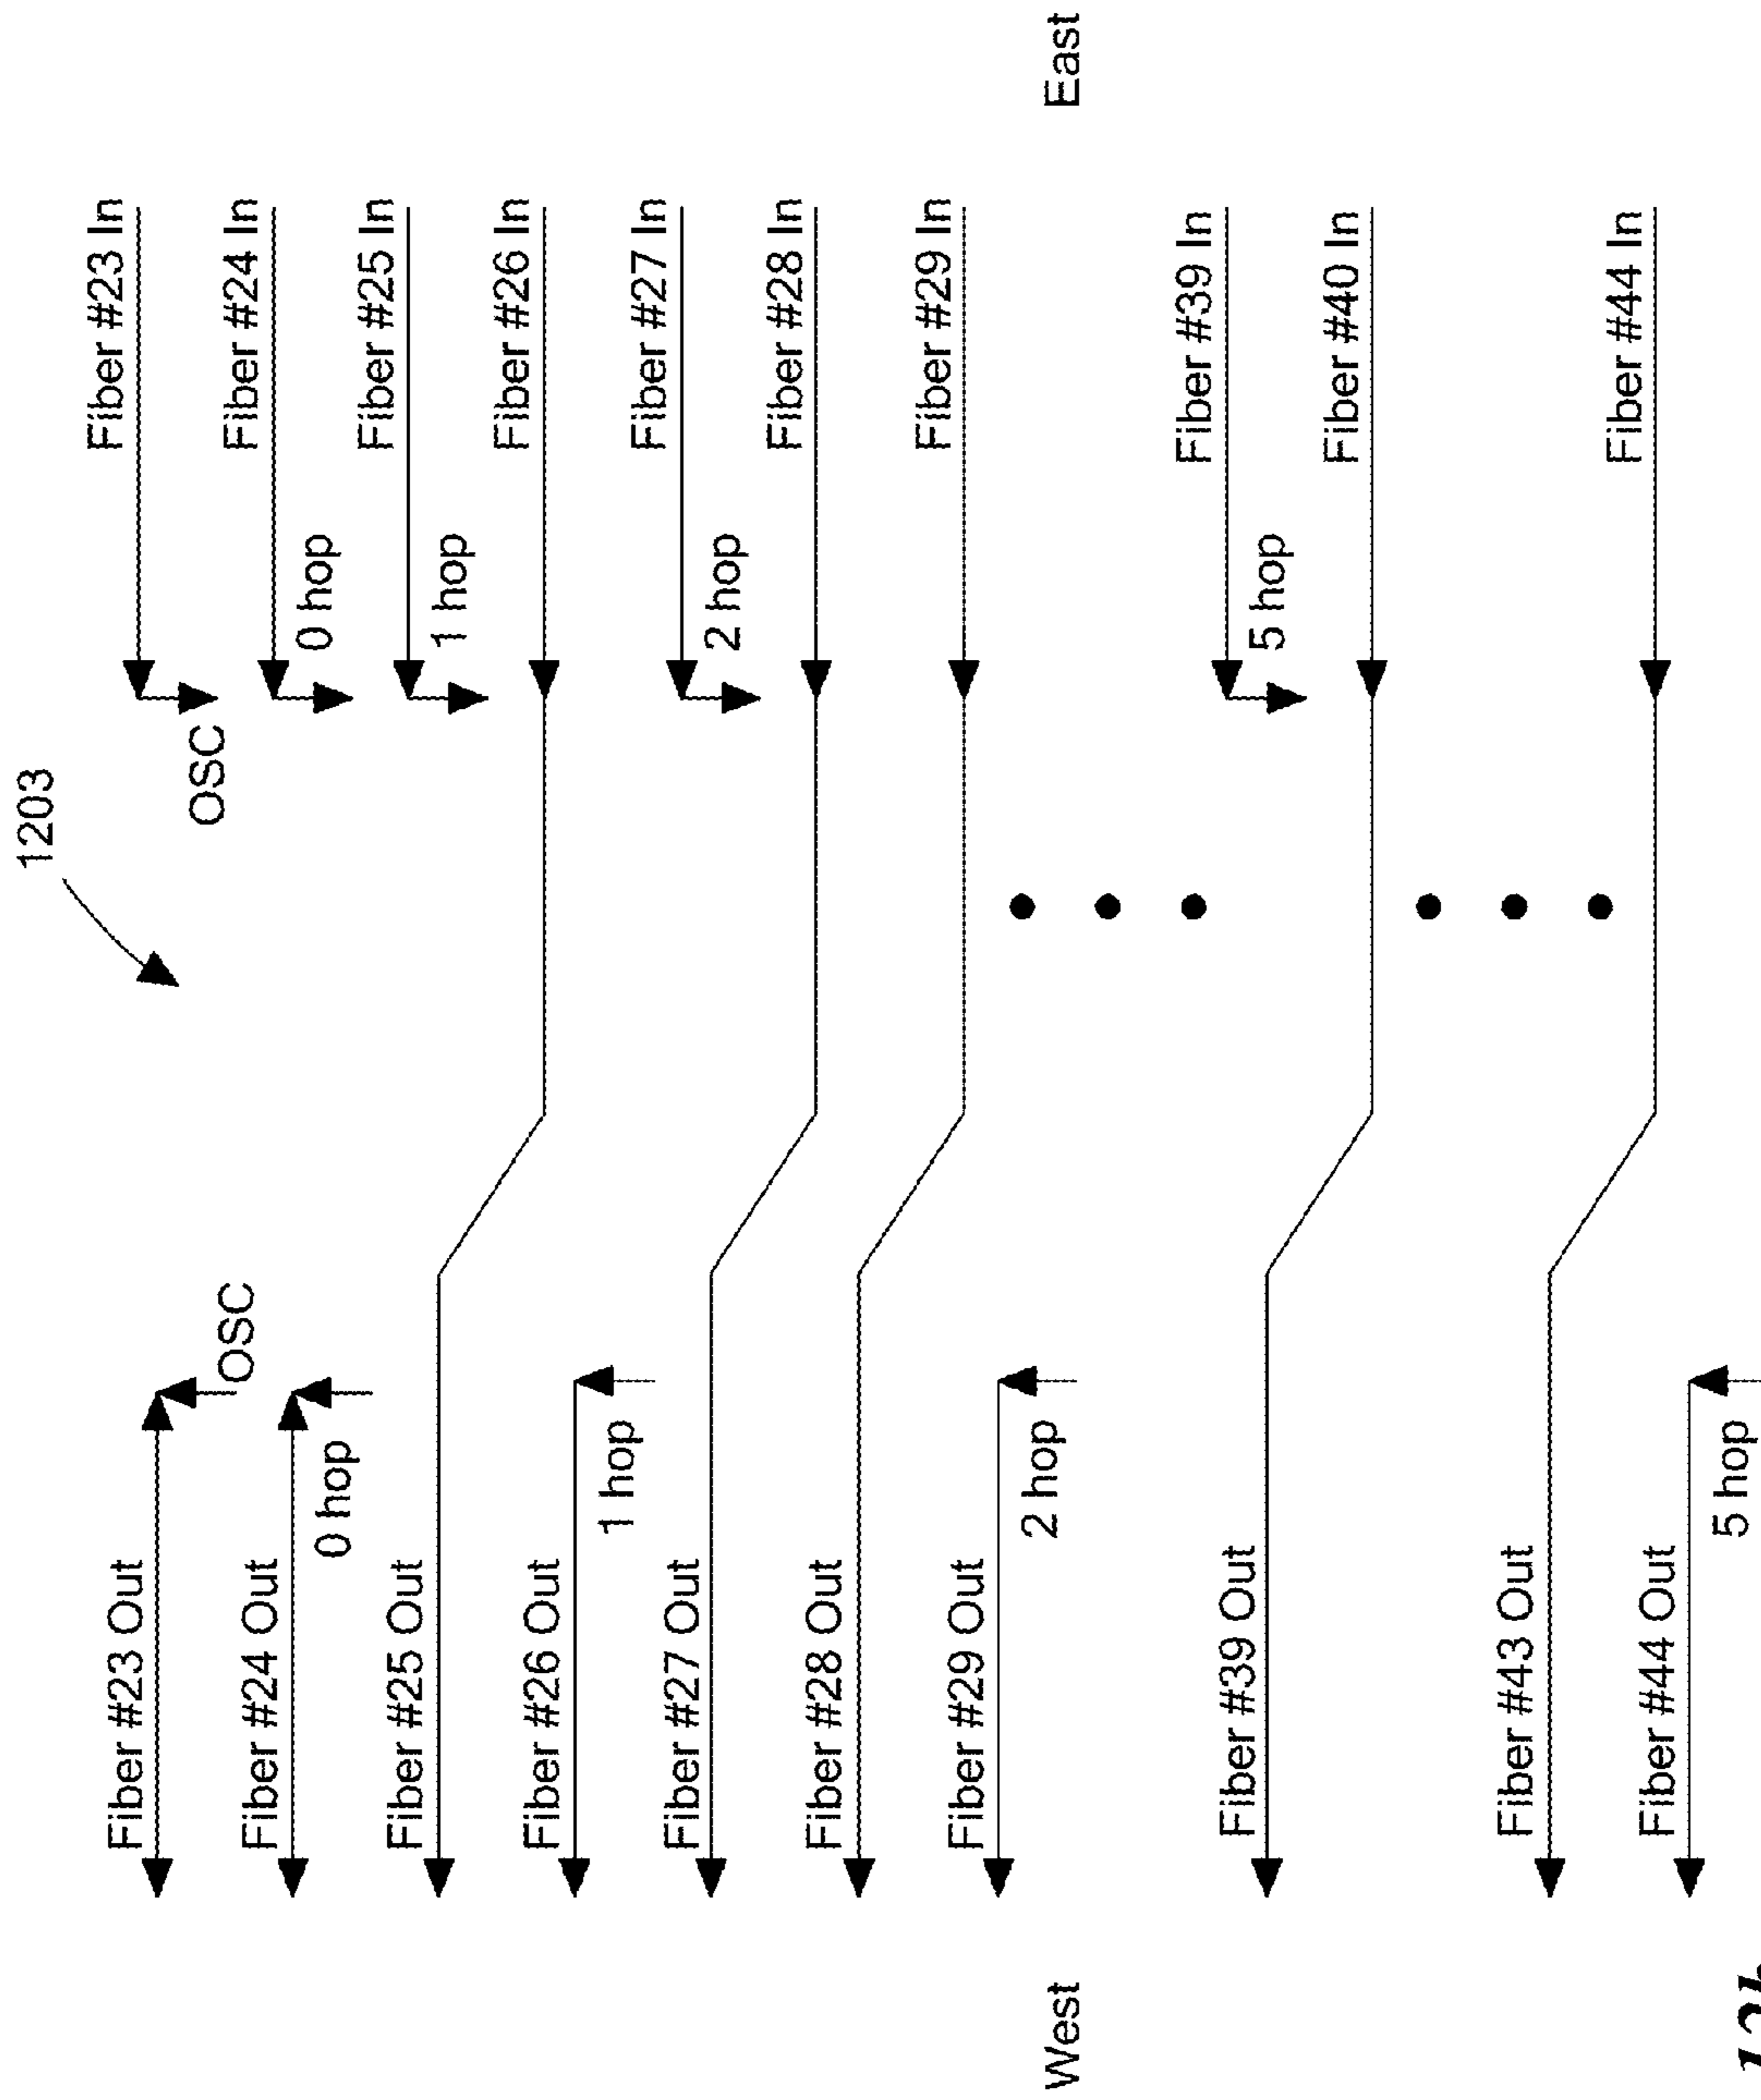 1203
Fiber #23 Out
OSC
OSC
Fiber #23 In
Fiber #24 Out
0 hop
0 hop
Fiber #24 In
Fiber #25 Out
1 hop
Fiber #25 In
Fiber #26 Out
1 hop
Fiber #26 In
Fiber #27 Out
2 hop
Fiber #27 In
Fiber #28 Out
Fiber #28 In
Fiber #29 Out
2 hop
Fiber #29 In
West
East
Fiber #39 Out
5 hop
Fiber #39 In
Fiber #40 In
Fiber #43 Out
Fiber #44 Out
5 hop
Fiber #44 In
12b